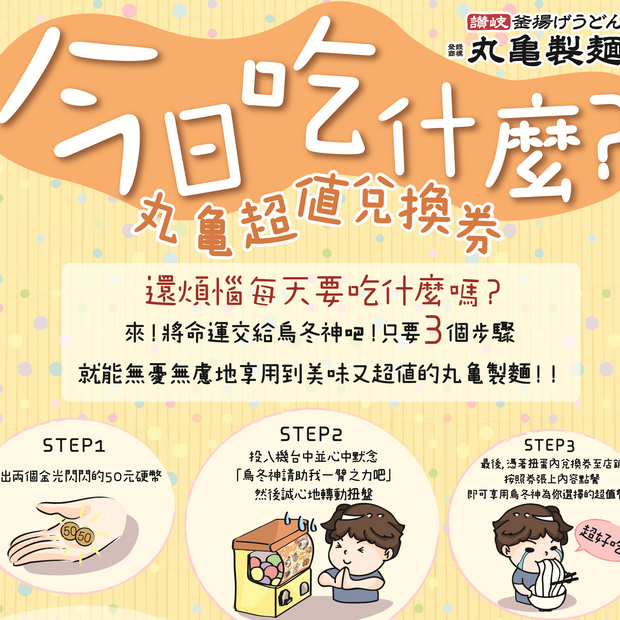 讃岐釜揚げうどん
丸亀製麺
今日吃什麼?
丸亀超值兌換券
還煩惱每天要吃什麼嗎?
來!將命運交給烏冬神吧!只要3個步驟
就能無憂無慮地享用到美味又超值的丸亀製麵!!
STEP1
出兩個金光閃閃的50元硬幣
50 50
STEP2
投入機台中並心中默念
「烏冬神請助我一臂之力吧」
然後誠心地轉動扭盤
STEP3
最後,憑著扭蛋內兌換券至店鋪
按照券張上內容點餐
即可享用烏冬神為你選擇的超值
超好吃